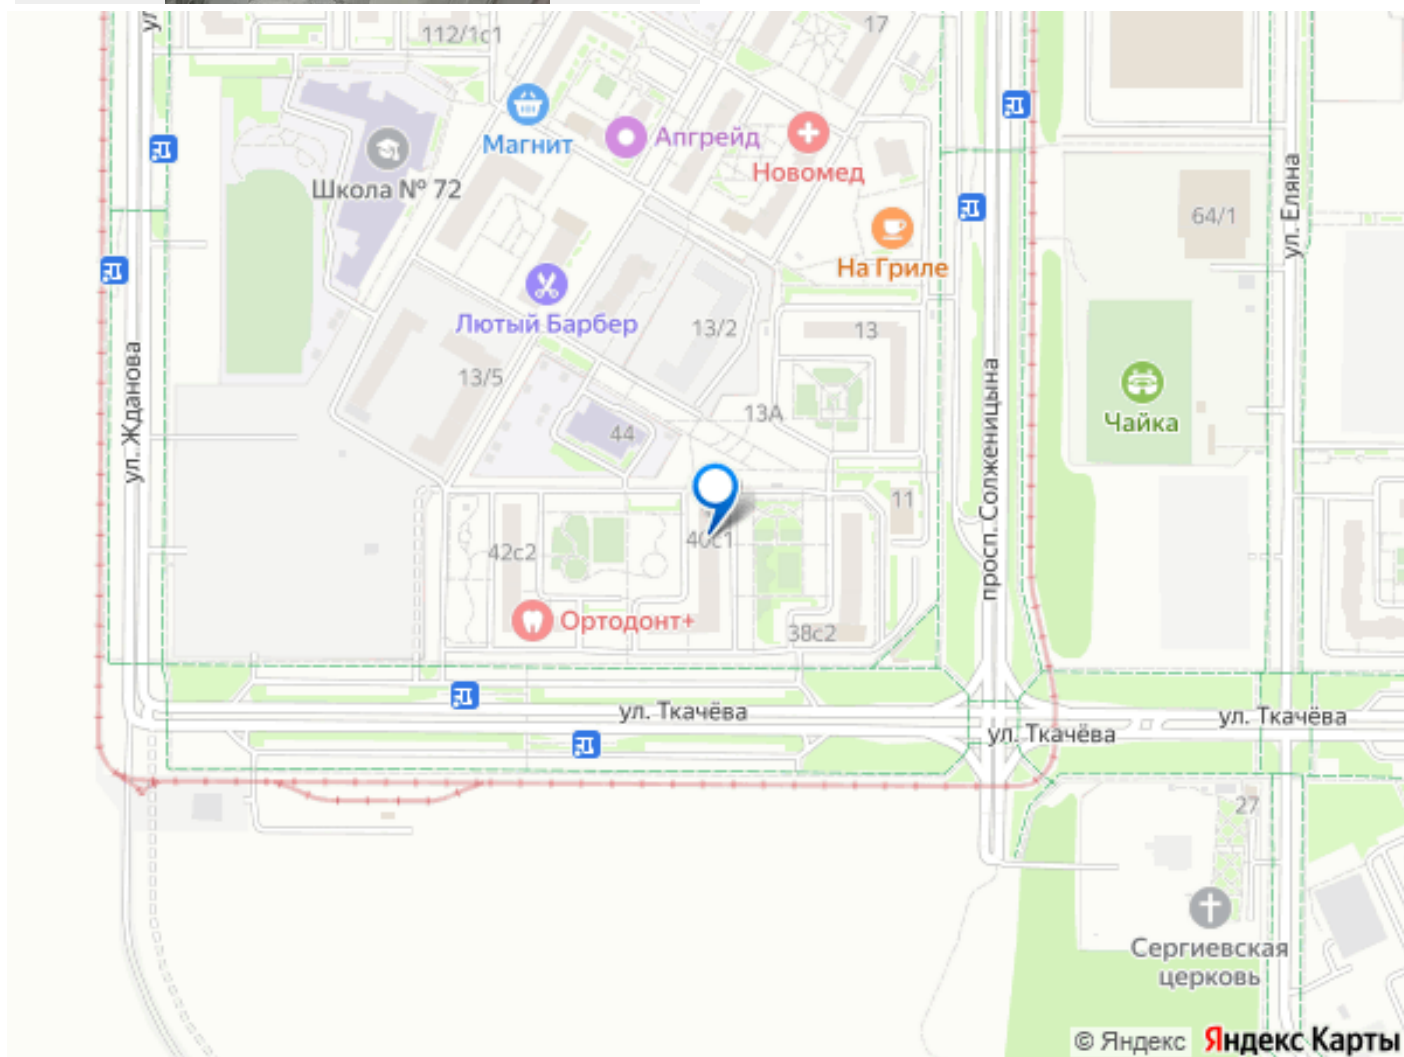 ул
112/1с1
17
Магнит
Апгрейд
Новомед
Школа № 72
ул. Еляна
64/1
На Гриле
Лютый Барбер
13/2
13
ул. Жданова
13/5
просп. Солженицына
Чайка
13А
44
11
40с1
42с2
Ортодонт+
38с2
ул. Ткачёва
ул. Ткачёва
ул. Ткачёва
27
Сергиевская
церковь
© Яндекс Яндекс Карты